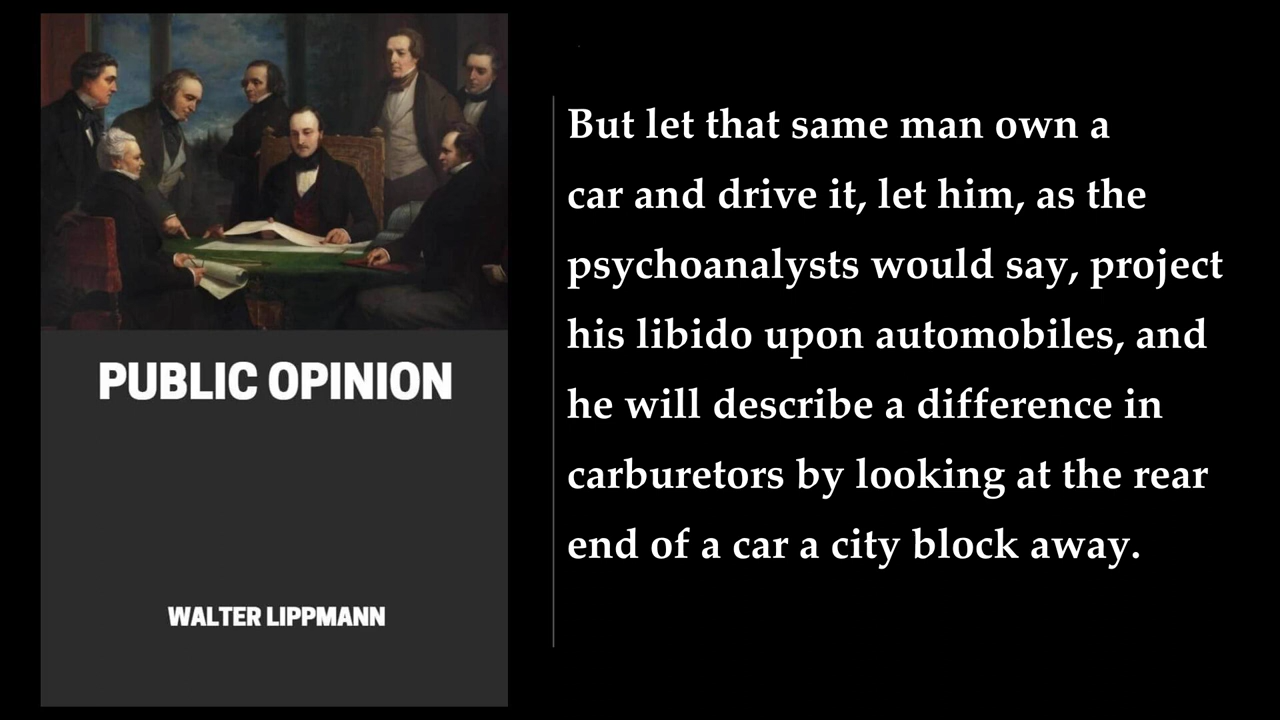 PUBLIC OPINION
WALTER LIPPMANN
But let that same man own a
car and drive it, let him, as the
psychoanalysts would say, project
his libido upon automobiles, and
he will describe a difference in
carburetors by looking at the rear
end of a car a city block away.